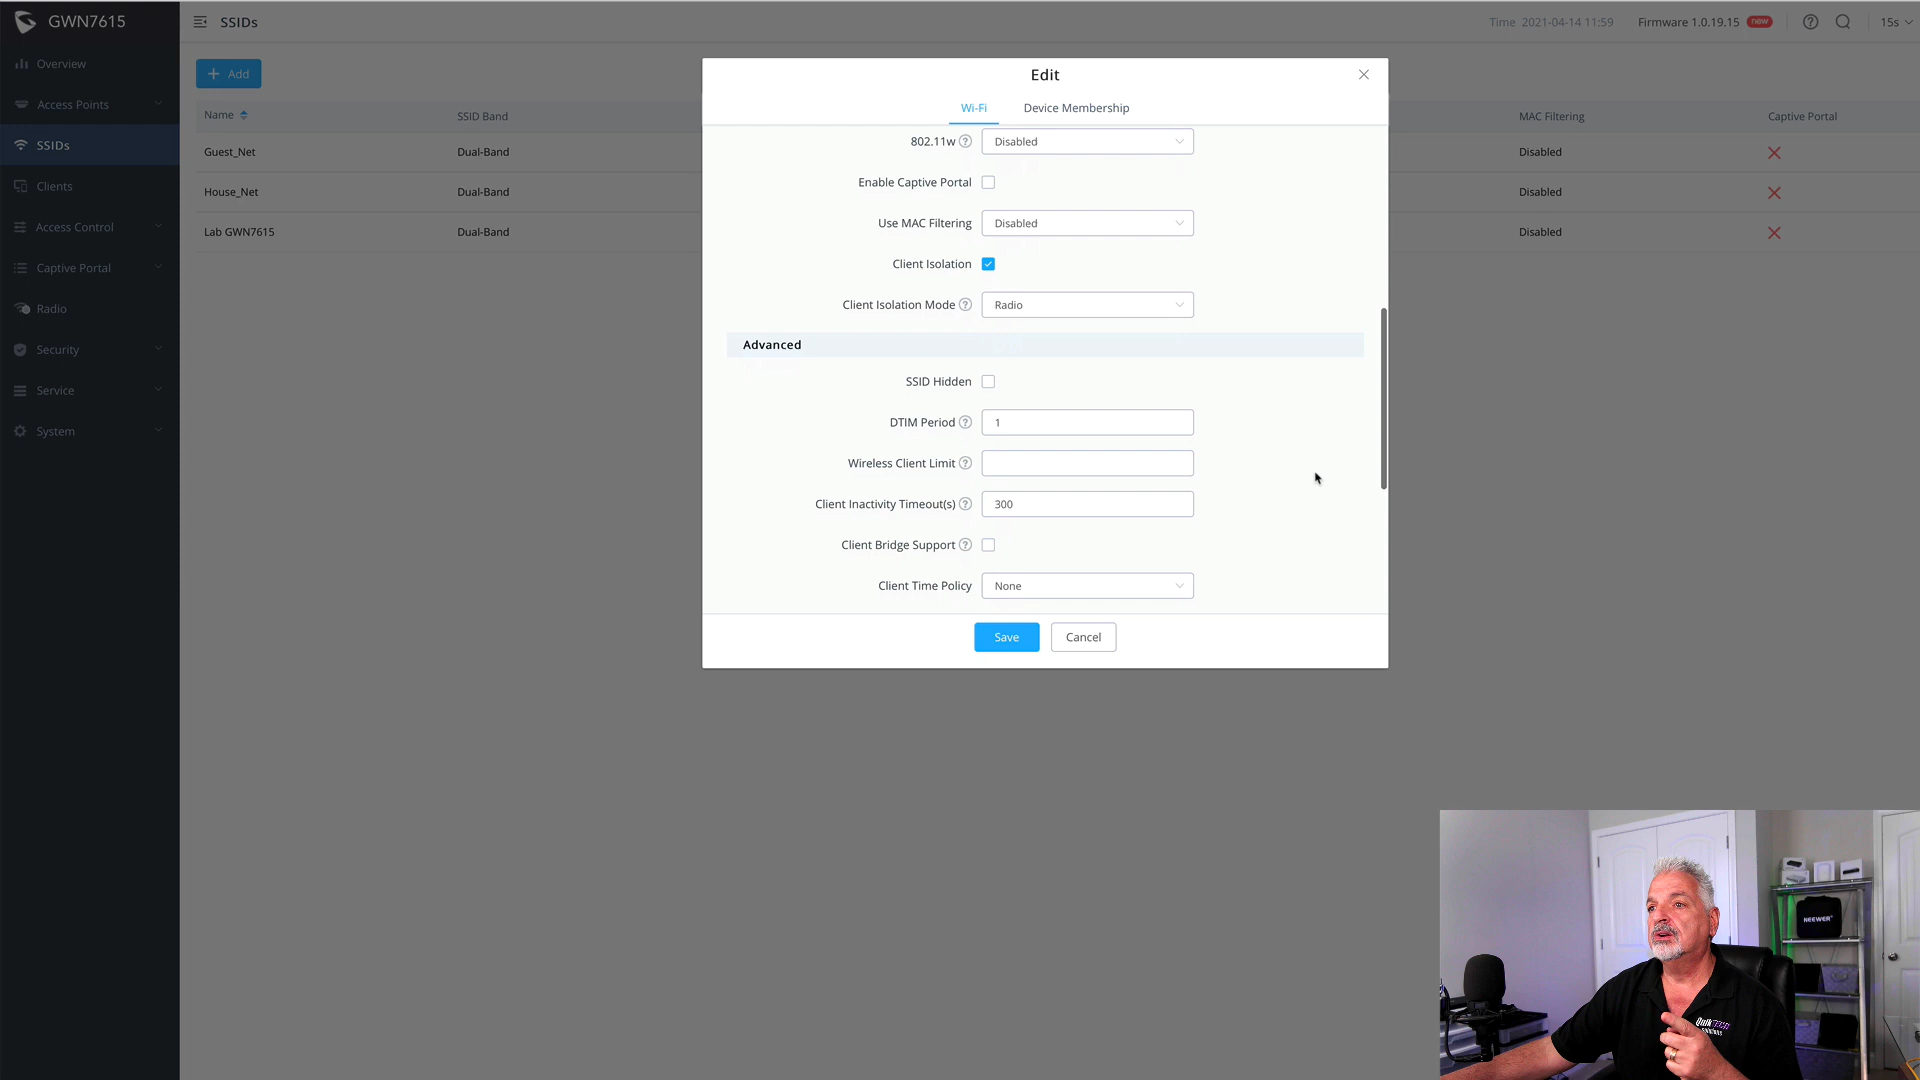 GWN7615
SSIDs
Time 2021-04-14 11:59
Firmware 1.0.19.15 new
15s
Overview
Access Points
SSIDs
Clients
Access Control
Captive Portal
Radio
Security
Service
System
Add
Name SSID Band MAC Filtering Captive Portal
Guest_Net Dual-Band Disabled
House_Net Dual-Band Disabled
Lab GWN7615 Dual-Band Disabled
Edit
Wi-Fi Device Membership
802.11w Disabled
Enable Captive Portal
Use MAC Filtering Disabled
Client Isolation
Client Isolation Mode Radio
Advanced
SSID Hidden
DTIM Period 1
Wireless Client Limit
Client Inactivity Timeout(s) 300
Client Bridge Support
Client Time Policy None
Save Cancel
NEEWER
QuikTech
Solutions